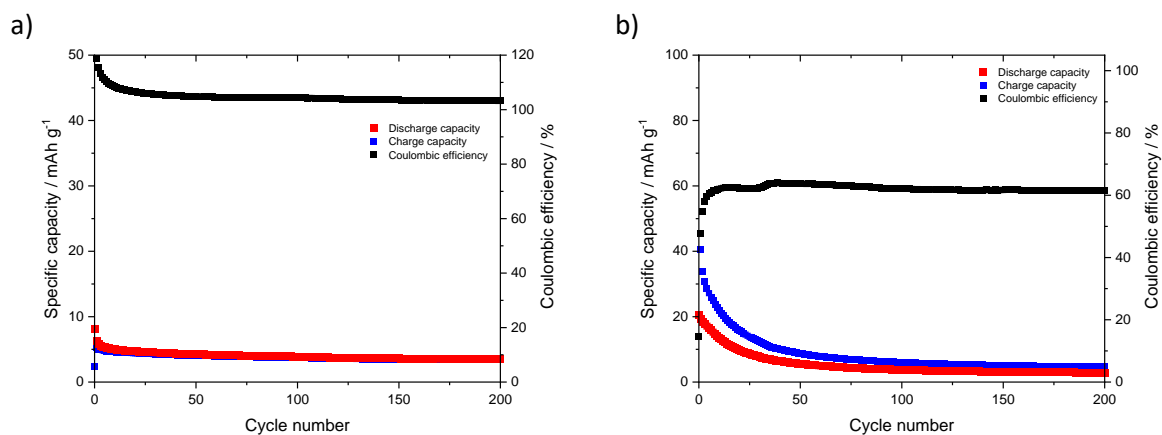 a)
50
40
30
20
10
0
Specific capacity / mAh g⁻¹
120
100
80
60
40
20
0
Coulombic efficiency / %
Discharge capacity
Charge capacity
Coulombic efficiency
0
50
100
150
200
Cycle number
b)
100
80
60
40
20
0
Specific capacity / mAh g⁻¹
100
80
60
40
20
0
Coulombic efficiency / %
Discharge capacity
Charge capacity
Coulombic efficiency
0
50
100
150
200
Cycle number